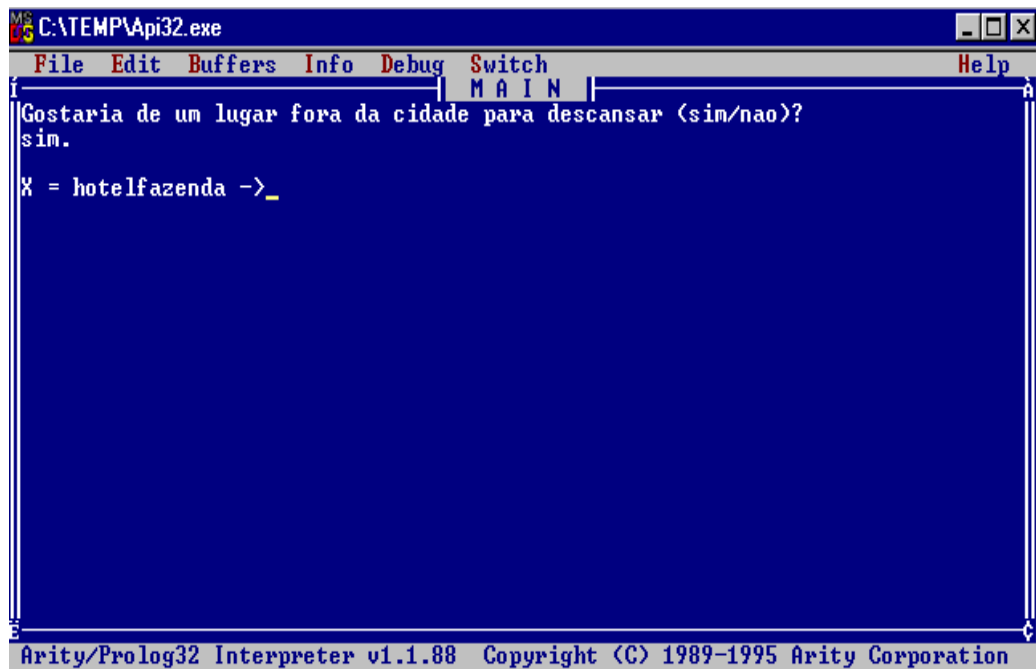 C:\TEMP\Api32.exe
File Edit Buffers Info Debug Switch Help
MAIN
Gostaria de um lugar fora da cidade para descansar (sim/nao)?
sim.
X = hotelfazenda ->_
Arity/Prolog32 Interpreter v1.1.88 Copyright (C) 1989-1995 Arity Corporation